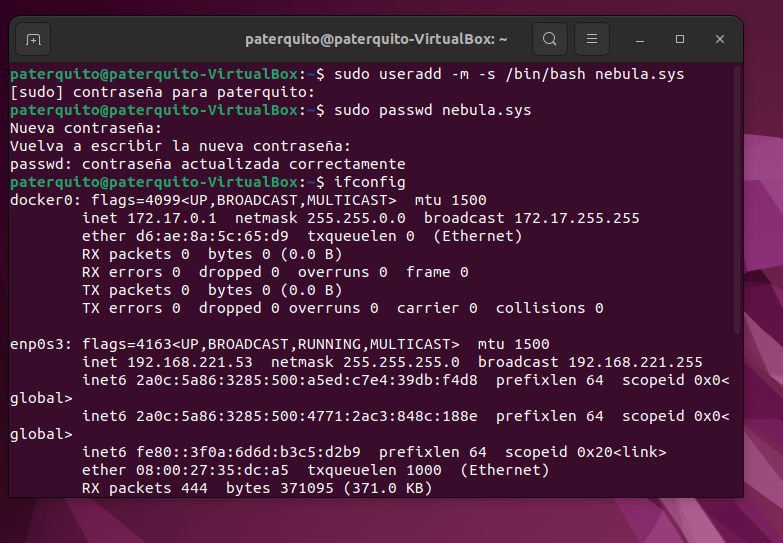 paterquito@paterquito-VirtualBox: ~
paterquito@paterquito-VirtualBox:~$ sudo useradd -m -s /bin/bash nebula.sys
[sudo] contraseña para paterquito:
paterquito@paterquito-VirtualBox:~$ sudo passwd nebula.sys
Nueva contraseña:
Vuelva a escribir la nueva contraseña:
passwd: contraseña actualizada correctamente
paterquito@paterquito-VirtualBox:~$ ifconfig
docker0: flags=4099<UP,BROADCAST,MULTICAST>  mtu 1500
        inet 172.17.0.1  netmask 255.255.0.0  broadcast 172.17.255.255
        ether d6:ae:8a:5c:65:d9  txqueuelen 0  (Ethernet)
        RX packets 0  bytes 0 (0.0 B)
        RX errors 0  dropped 0  overruns 0  frame 0
        TX packets 0  bytes 0 (0.0 B)
        TX errors 0  dropped 0 overruns 0  carrier 0  collisions 0

enp0s3: flags=4163<UP,BROADCAST,RUNNING,MULTICAST>  mtu 1500
        inet 192.168.221.53  netmask 255.255.255.0  broadcast 192.168.221.255
        inet6 2a0c:5a86:3285:500:a5ed:c7e4:39db:f4d8  prefixlen 64  scopeid 0x0<
global>
        inet6 2a0c:5a86:3285:500:4771:2ac3:848c:188e  prefixlen 64  scopeid 0x0<
global>
        inet6 fe80::3f0a:6d6d:b3c5:d2b9  prefixlen 64  scopeid 0x20<link>
        ether 08:00:27:35:dc:a5  txqueuelen 1000  (Ethernet)
        RX packets 444  bytes 371095 (371.0 KB)